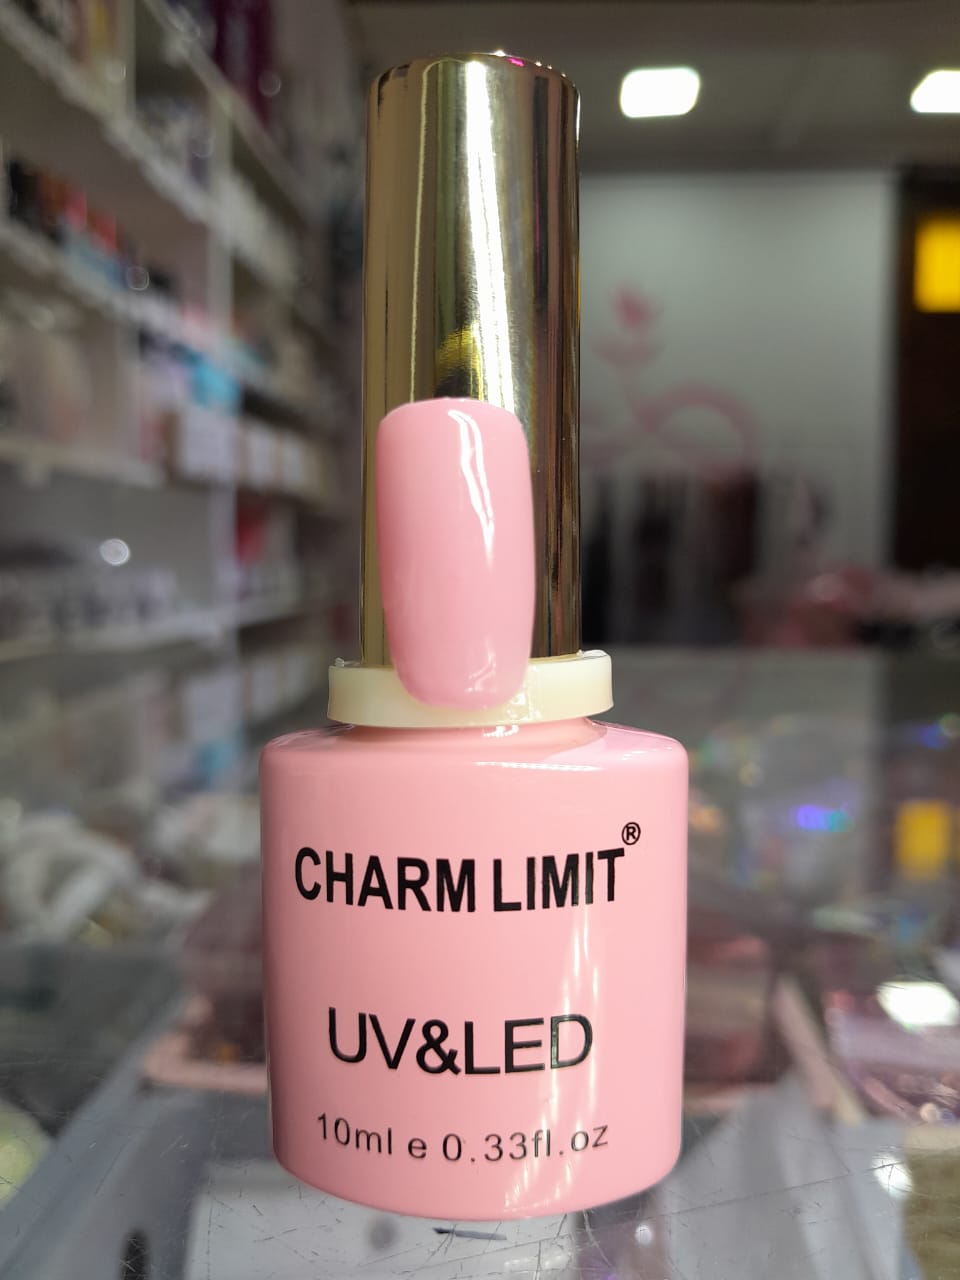 CHARM LIMIT®
UV&LED
10ml e 0.33fl.oz